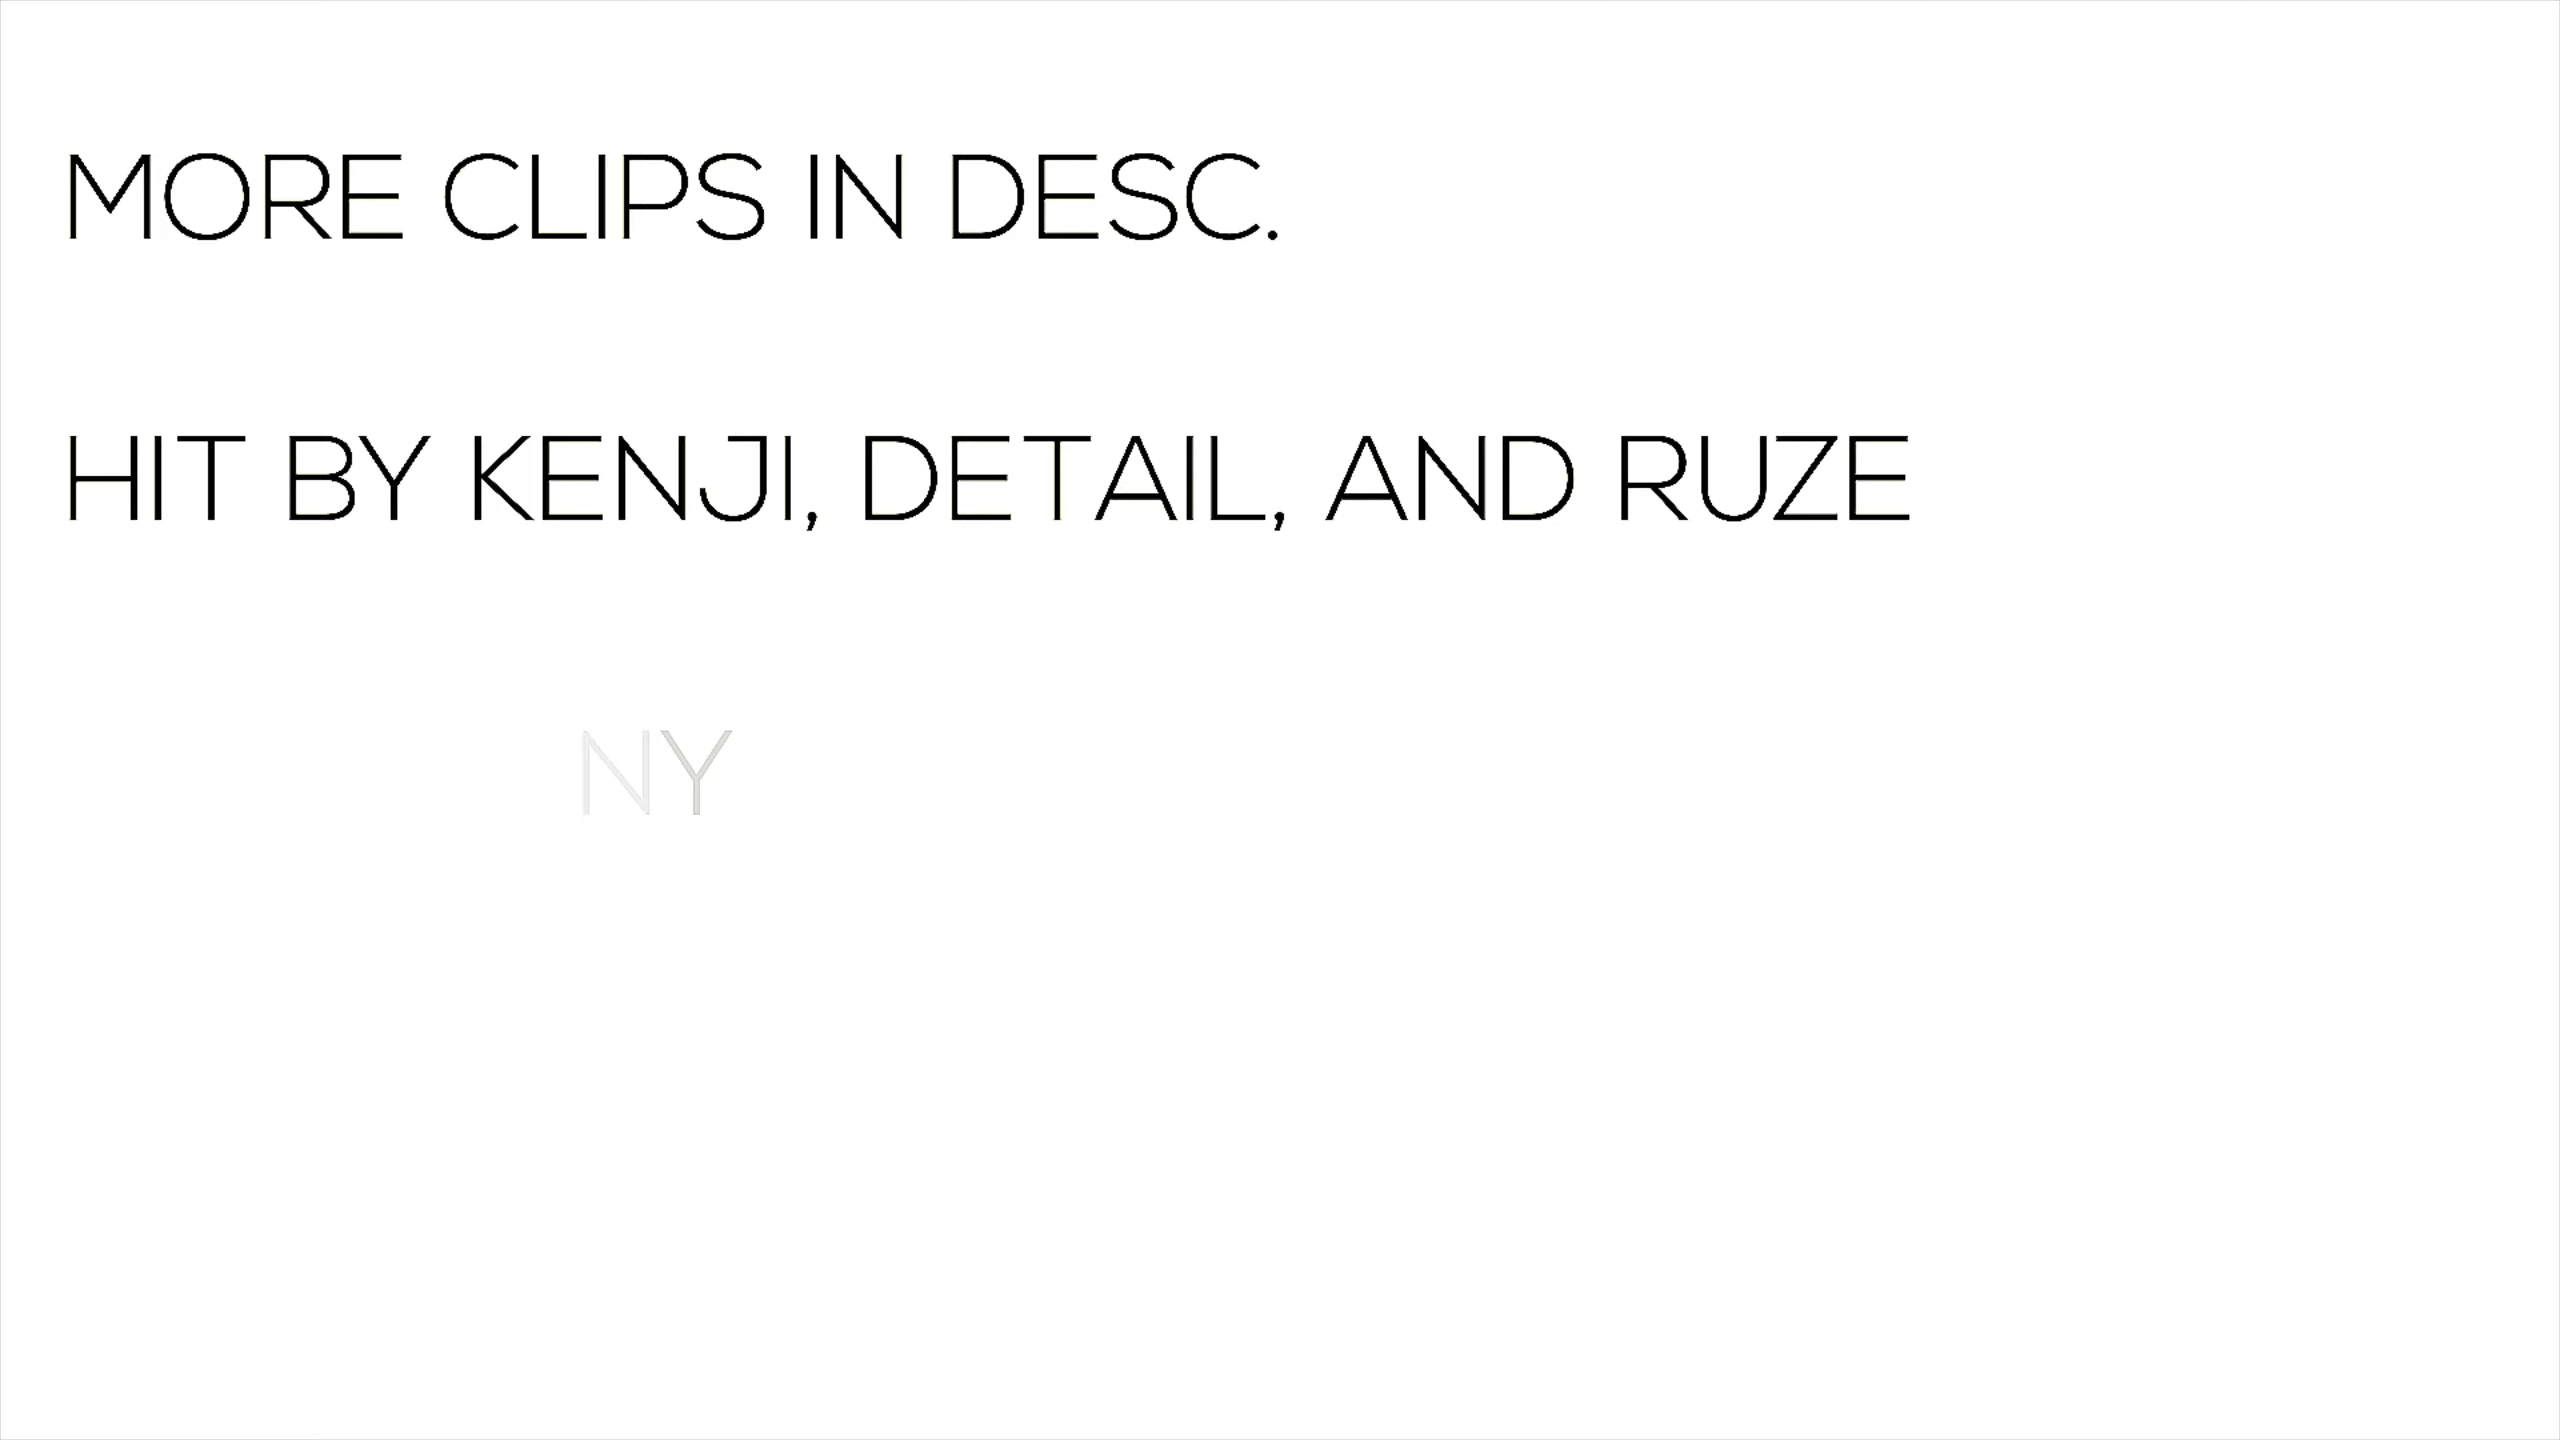 MORE CLIPS IN DESC.
HIT BY KENJI, DETAIL, AND RUZE
NY